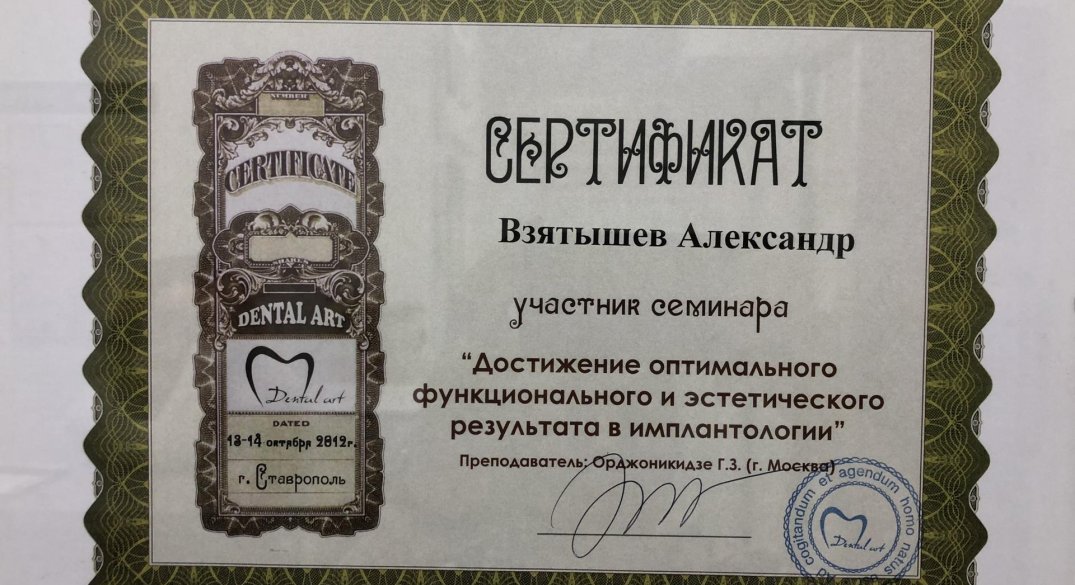 NUMBER
CERTIFICATE
DENTAL ART
Dental art
DATED
13-14 октября 2012г.
г. Ставрополь
СЕРТИФИКАТ
Взятышев Александр
участник семинара
“Достижение оптимального
функционального и эстетического
результата в имплантологии”
Преподаватель: Орджоникидзе Г.З. (г. Москва)
cogitandum et agendum homo natus
Dental art